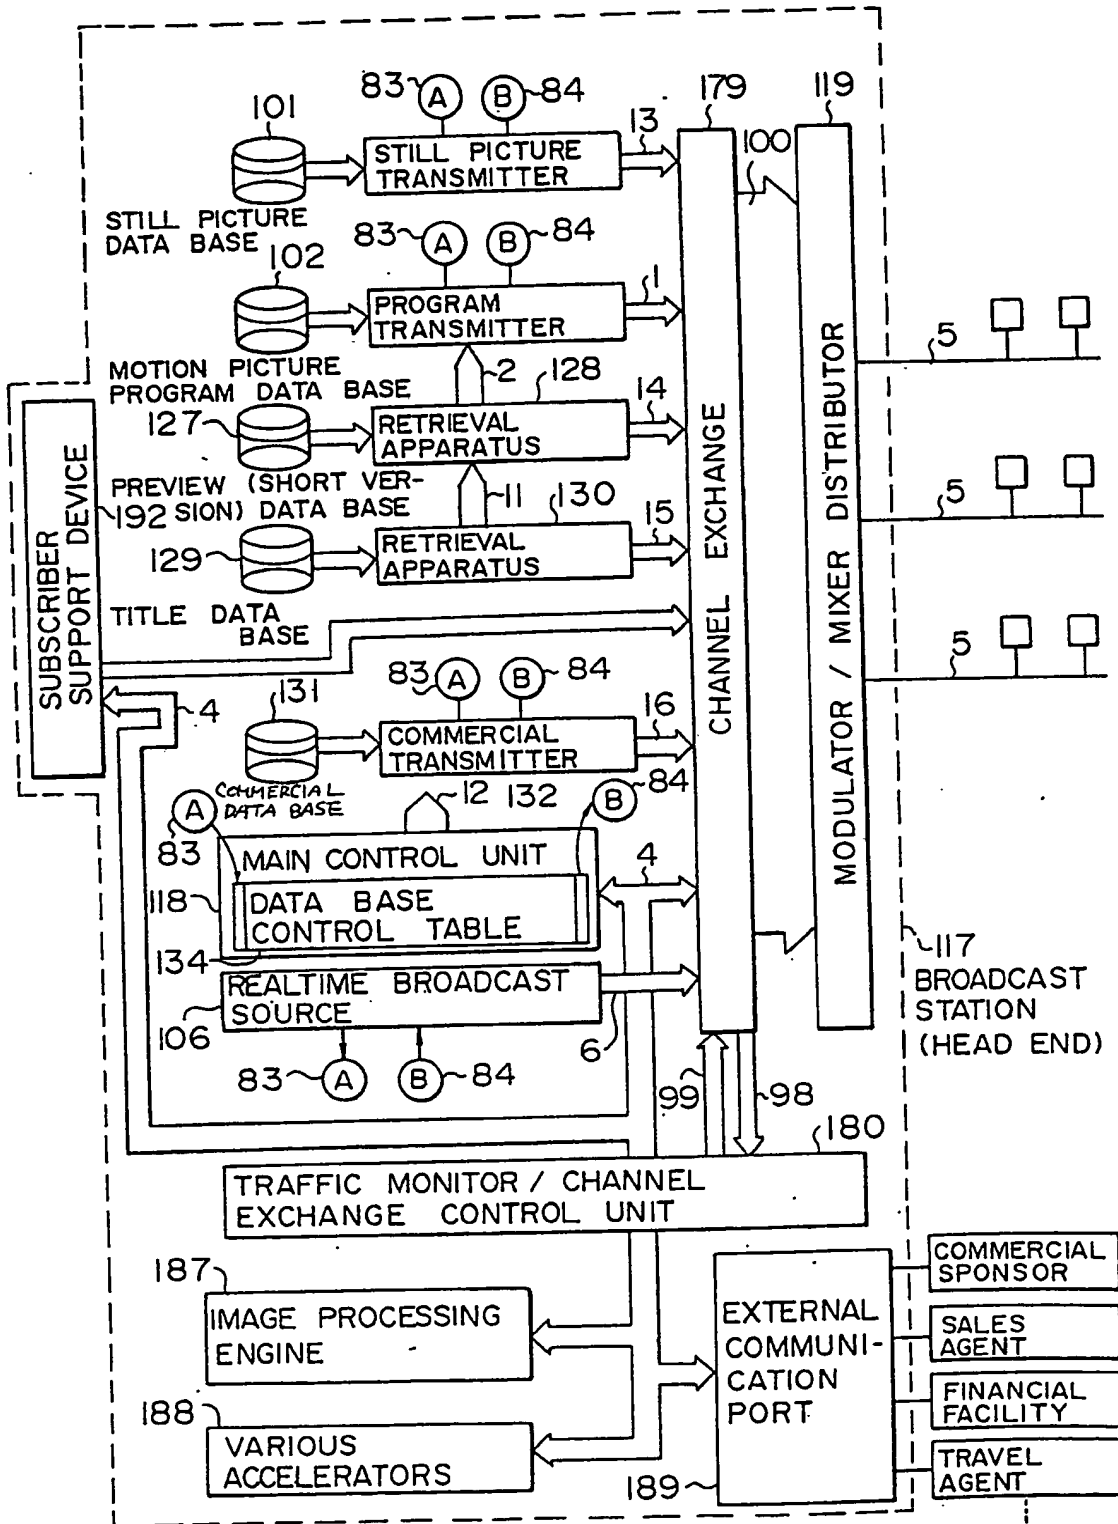 83 A B 84
179
119
101
STILL PICTURE
TRANSMITTER
13
100
STILL PICTURE
DATA BASE
83 A B 84
102
PROGRAM
TRANSMITTER
1
MOTION PICTURE
PROGRAM DATA BASE
2
128
5
127
RETRIEVAL
APPARATUS
14
PREVIEW (SHORT VER-
192 SION) DATA BASE
11
130
5
129
RETRIEVAL
APPARATUS
15
TITLE DATA
BASE
SUBSCRIBER
SUPPORT DEVICE
CHANNEL EXCHANGE
MODULATOR / MIXER DISTRIBUTOR
5
83 A B 84
4
131
COMMERCIAL
TRANSMITTER
16
COMMERCIAL
DATA BASE
A
83
12
132
B
84
MAIN CONTROL UNIT
4
118
DATA BASE
CONTROL TABLE
134
REALTIME BROADCAST
SOURCE
106
6
117
BROADCAST
STATION
(HEAD END)
83 A B 84
99
98
180
TRAFFIC MONITOR / CHANNEL
EXCHANGE CONTROL UNIT
187
IMAGE PROCESSING
ENGINE
EXTERNAL
COMMUNI-
CATION
PORT
188
VARIOUS
ACCELERATORS
189
COMMERCIAL
SPONSOR
SALES
AGENT
FINANCIAL
FACILITY
TRAVEL
AGENT